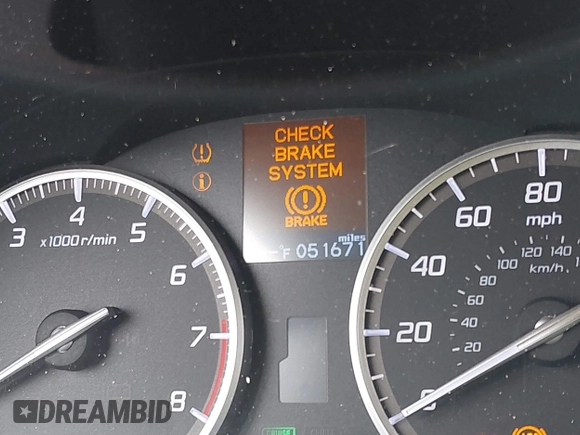 CHECK
BRAKE
SYSTEM
BRAKE
miles
F 051671
3 4 5 6 7 8
x1000r/min
0 20 40 60 80
mph
20 40 60 80 100 120 140
km/h
DREAMBID